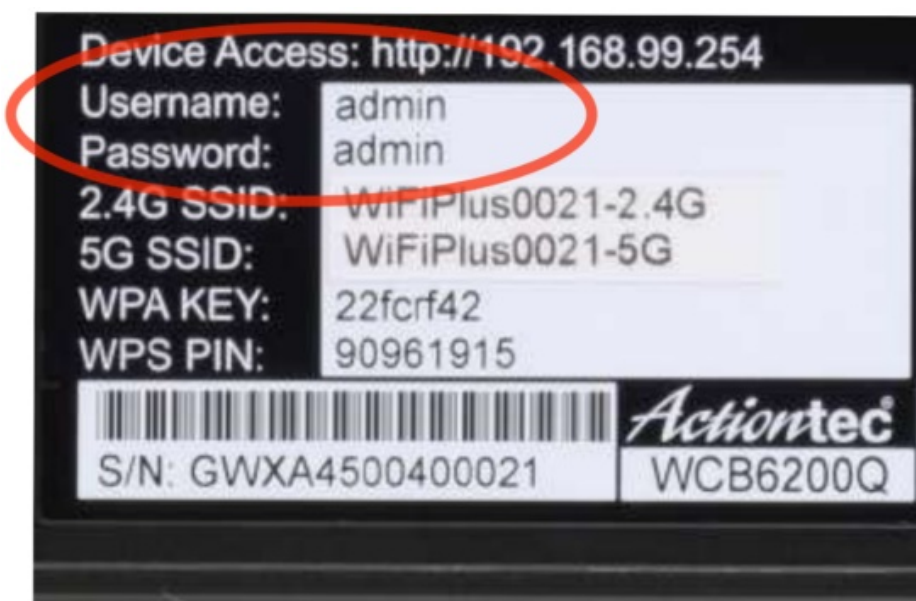 Device Access: http://192.168.99.254
Username: admin
Password: admin
2.4G SSID: WiFiPlus0021-2.4G
5G SSID: WiFiPlus0021-5G
WPA KEY: 22fcrf42
WPS PIN: 90961915
Actiontec
S/N: GWXA4500400021 WCB6200Q